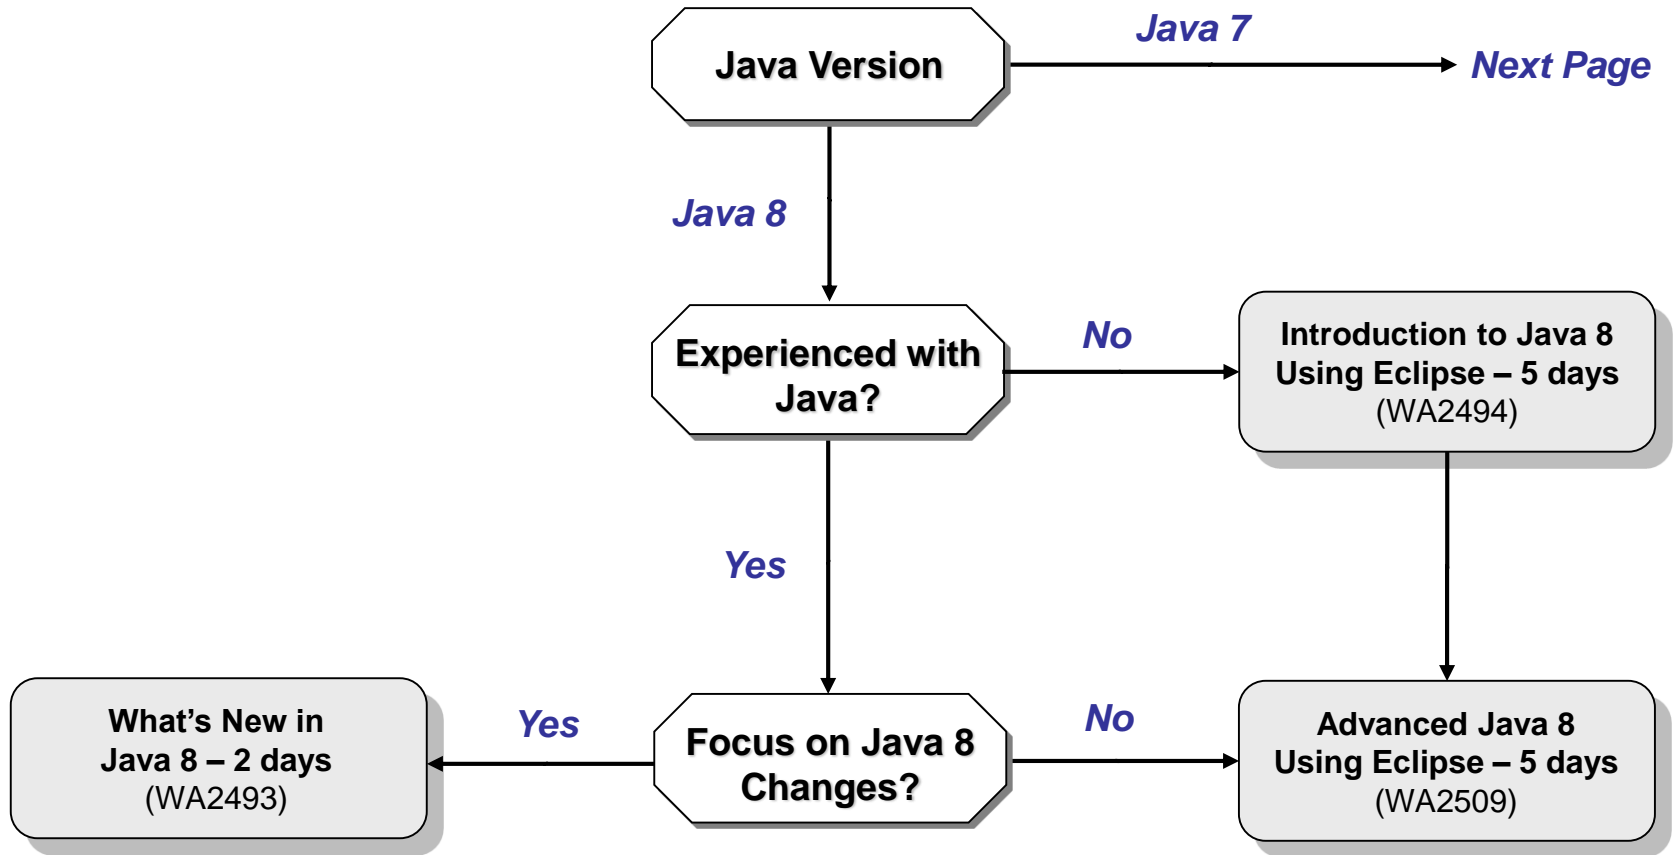 Java 7
Java Version
Next Page
Java 8
Experienced with
Java?
No
Introduction to Java 8
Using Eclipse – 5 days
(WA2494)
Yes
What’s New in
Java 8 – 2 days
(WA2493)
Yes
Focus on Java 8
Changes?
No
Advanced Java 8
Using Eclipse – 5 days
(WA2509)